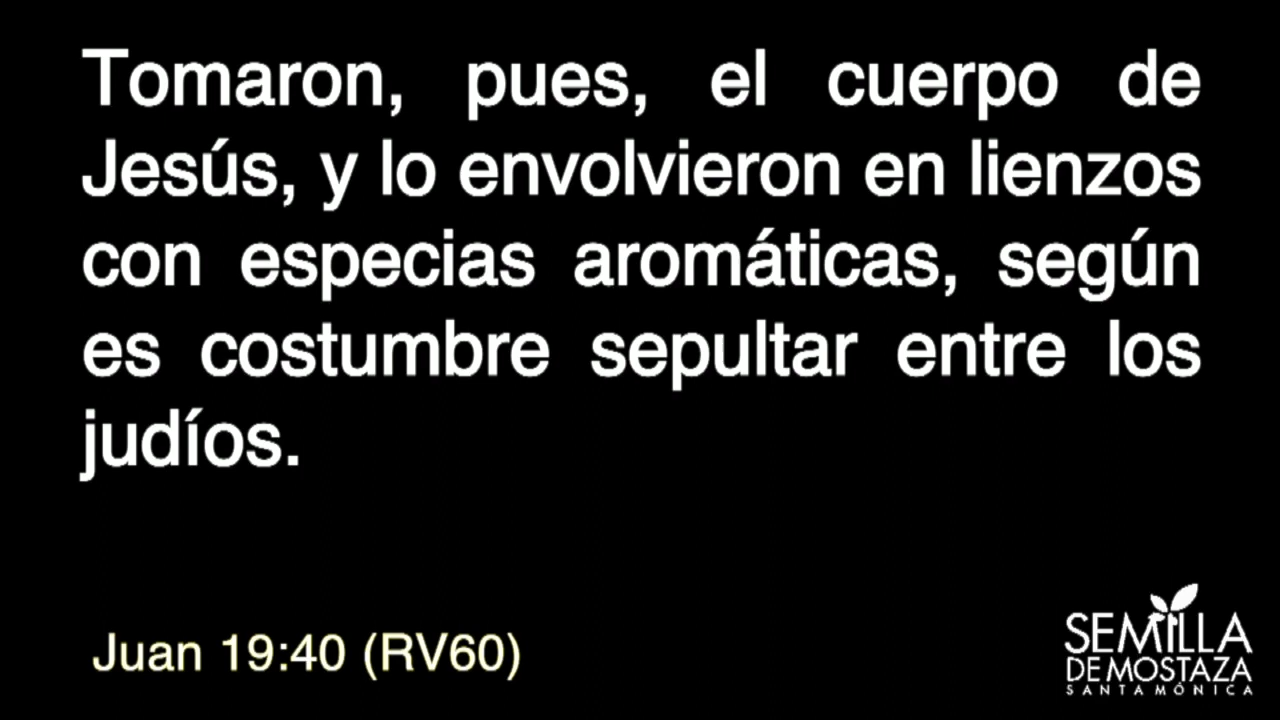 Tomaron, pues, el cuerpo de
Jesús, y lo envolvieron en lienzos
con especias aromáticas, según
es costumbre sepultar entre los
judíos.
Juan 19:40 (RV60)
SEMILLA
DE MOSTAZA
SANTA MÓNICA